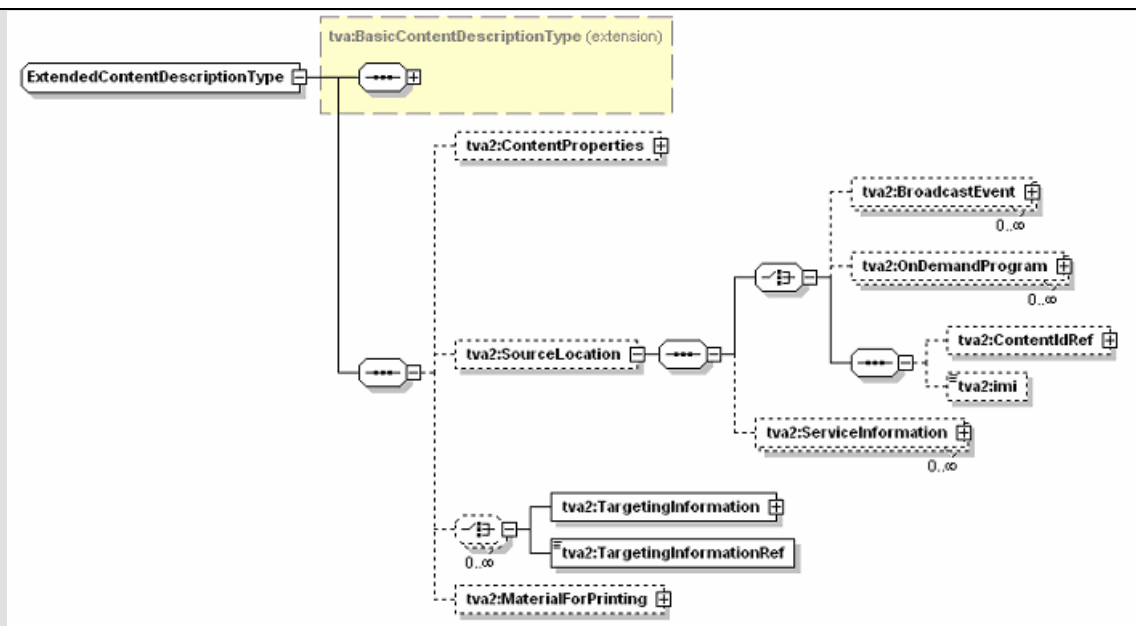 tva:BasicContentDescriptionType (extension)
ExtendedContentDescriptionType
tva2:ContentProperties
tva2:BroadcastEvent
0..∞
tva2:OnDemandProgram
0..∞
tva2:SourceLocation
tva2:ContentIdRef
tva2:imi
tva2:ServiceInformation
0..∞
tva2:TargetingInformation
0..∞
tva2:TargetingInformationRef
tva2:MaterialForPrinting